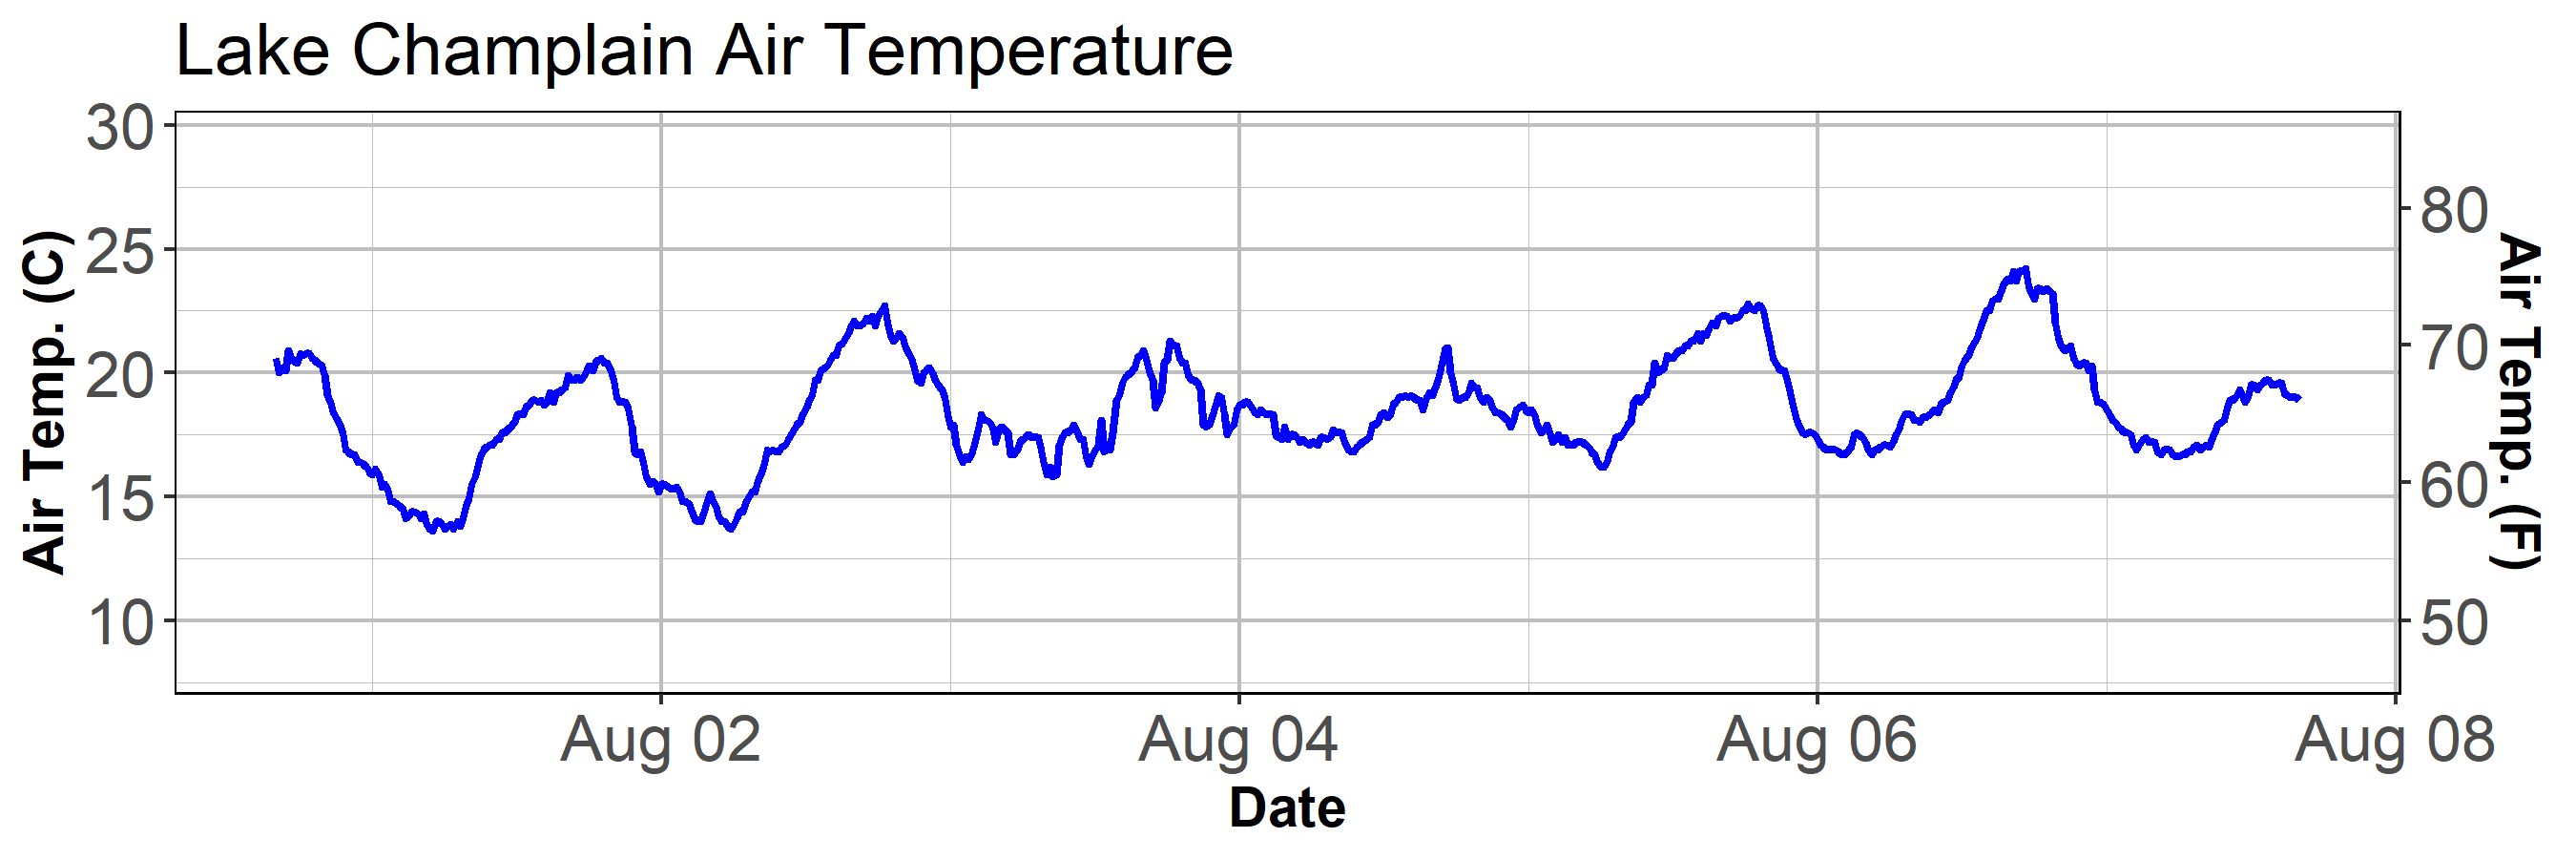 Lake Champlain Air Temperature
Air Temp. (C)
30
25
20
15
10
80
70
60
50
Air Temp. (F)
Aug 02
Aug 04
Aug 06
Aug 08
Date